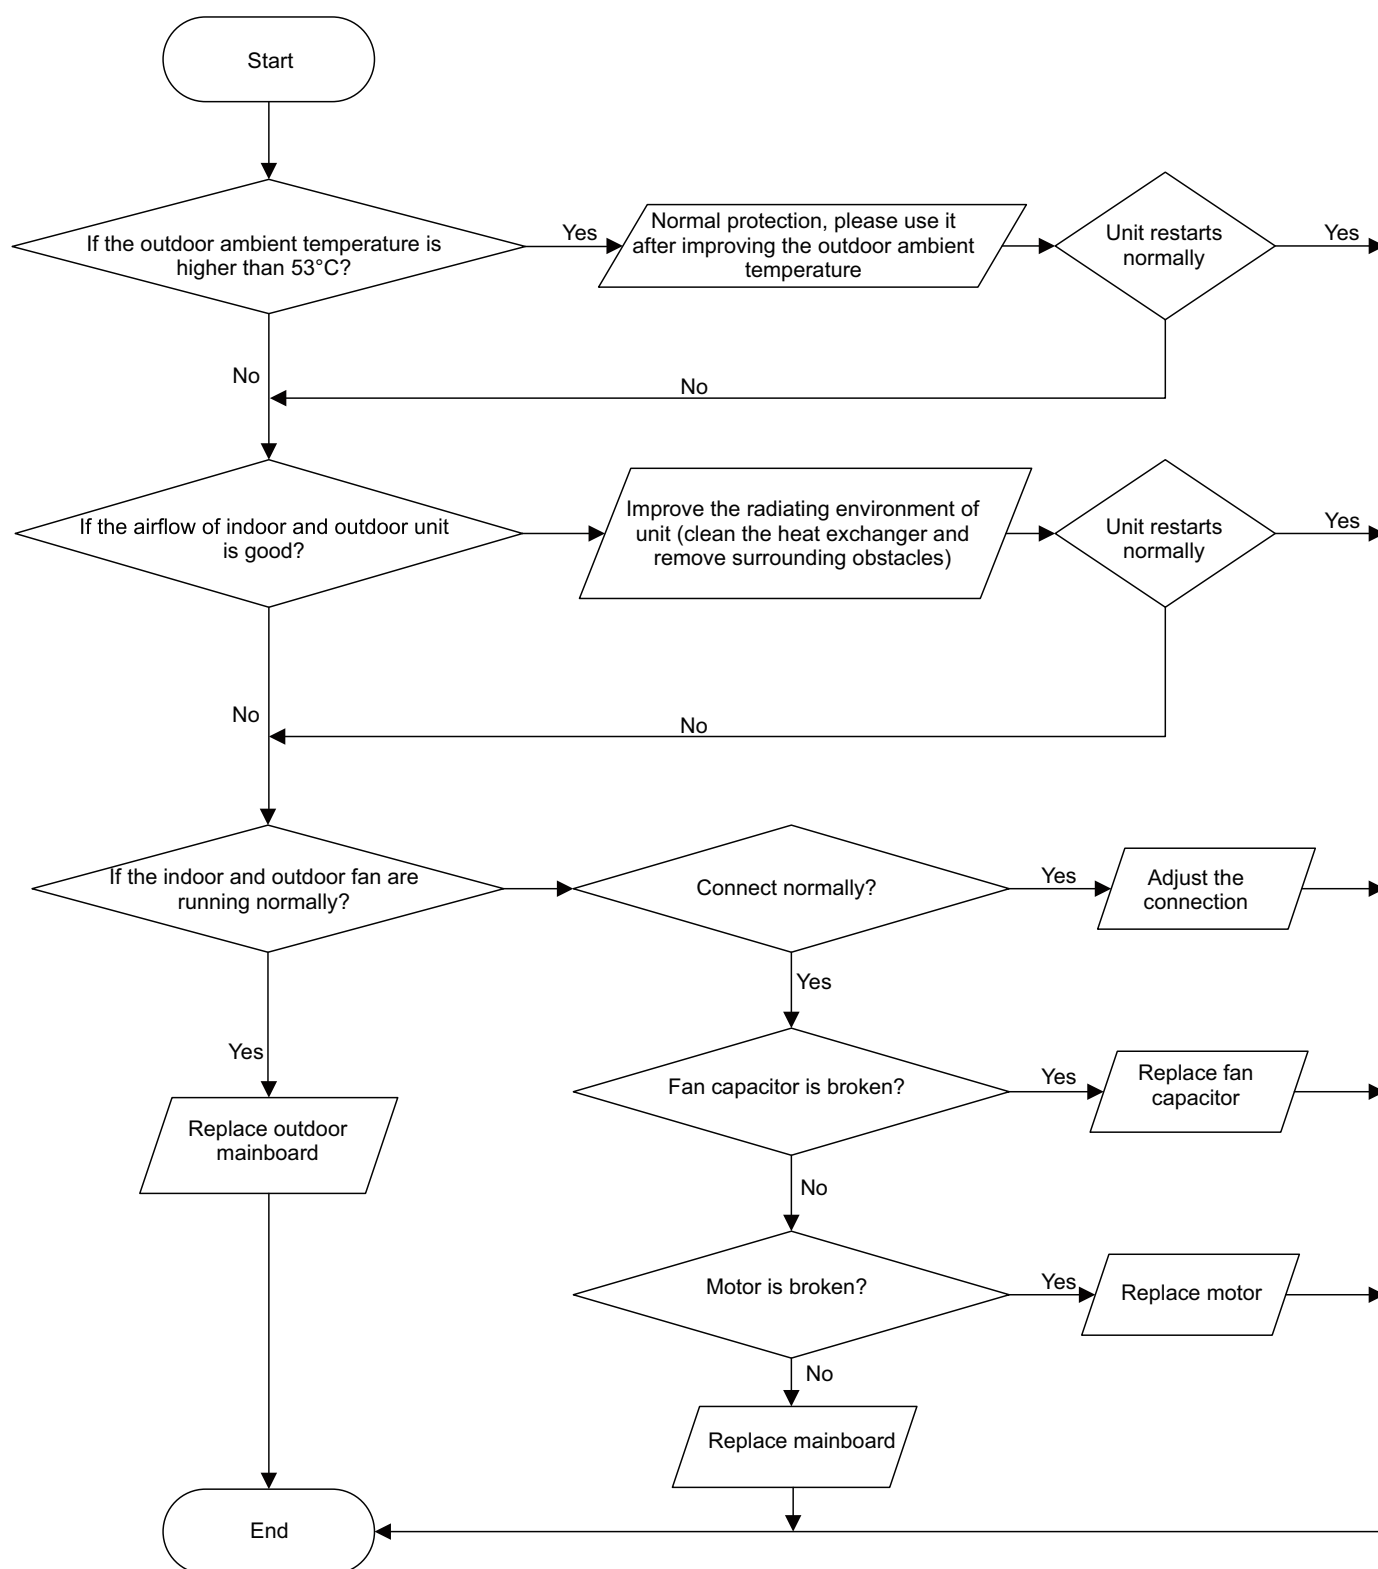 Start
If the outdoor ambient temperature is
higher than 53°C?
Yes
Normal protection, please use it
after improving the outdoor ambient
temperature
Unit restarts
normally
Yes
No
No
If the airflow of indoor and outdoor unit
is good?
Improve the radiating environment of
unit (clean the heat exchanger and
remove surrounding obstacles)
Unit restarts
normally
Yes
No
No
If the indoor and outdoor fan are
running normally?
Connect normally?
Yes
Adjust the
connection
Yes
Yes
Fan capacitor is broken?
Yes
Replace fan
capacitor
Replace outdoor
mainboard
No
Motor is broken?
Yes
Replace motor
No
Replace mainboard
End